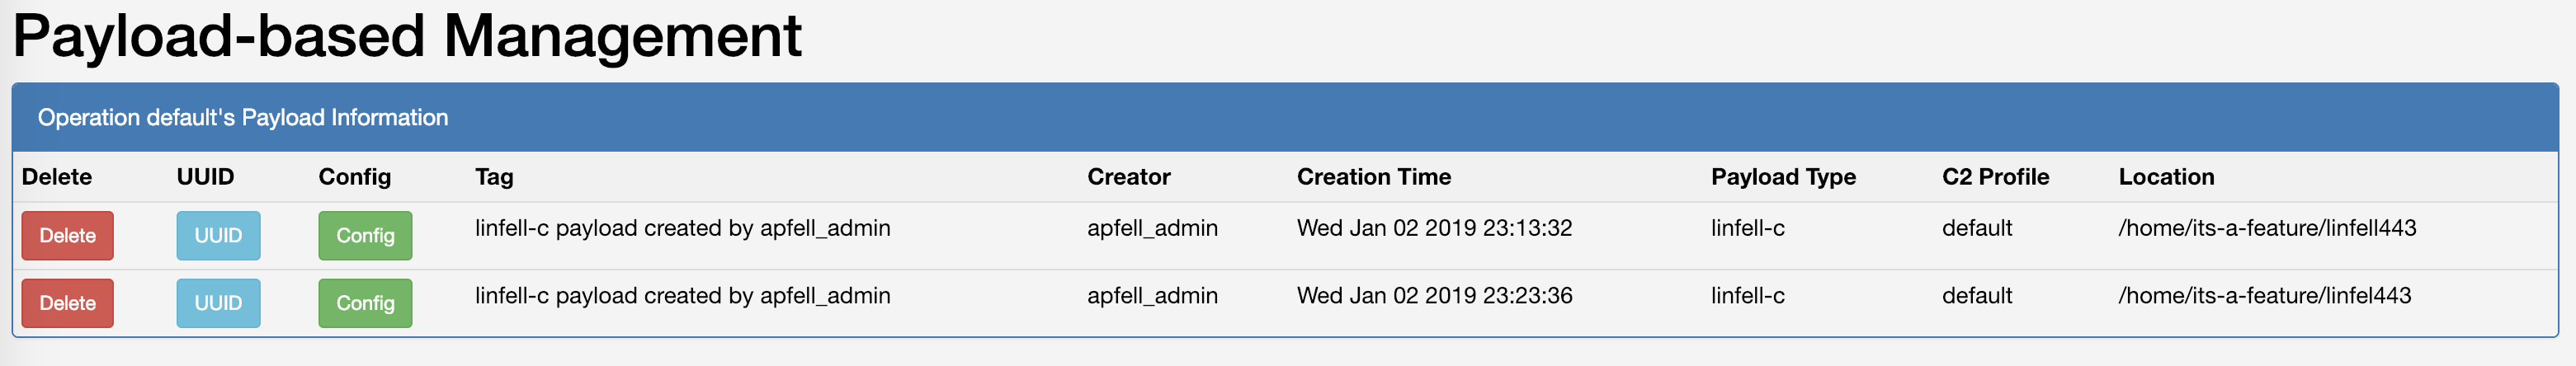 Payload-based Management
Operation default's Payload Information
Delete UUID Config Tag Creator Creation Time Payload Type C2 Profile Location
Delete UUID Config linfell-c payload created by apfell_admin apfell_admin Wed Jan 02 2019 23:13:32 linfell-c default /home/its-a-feature/linfell443
Delete UUID Config linfell-c payload created by apfell_admin apfell_admin Wed Jan 02 2019 23:23:36 linfell-c default /home/its-a-feature/linfel443